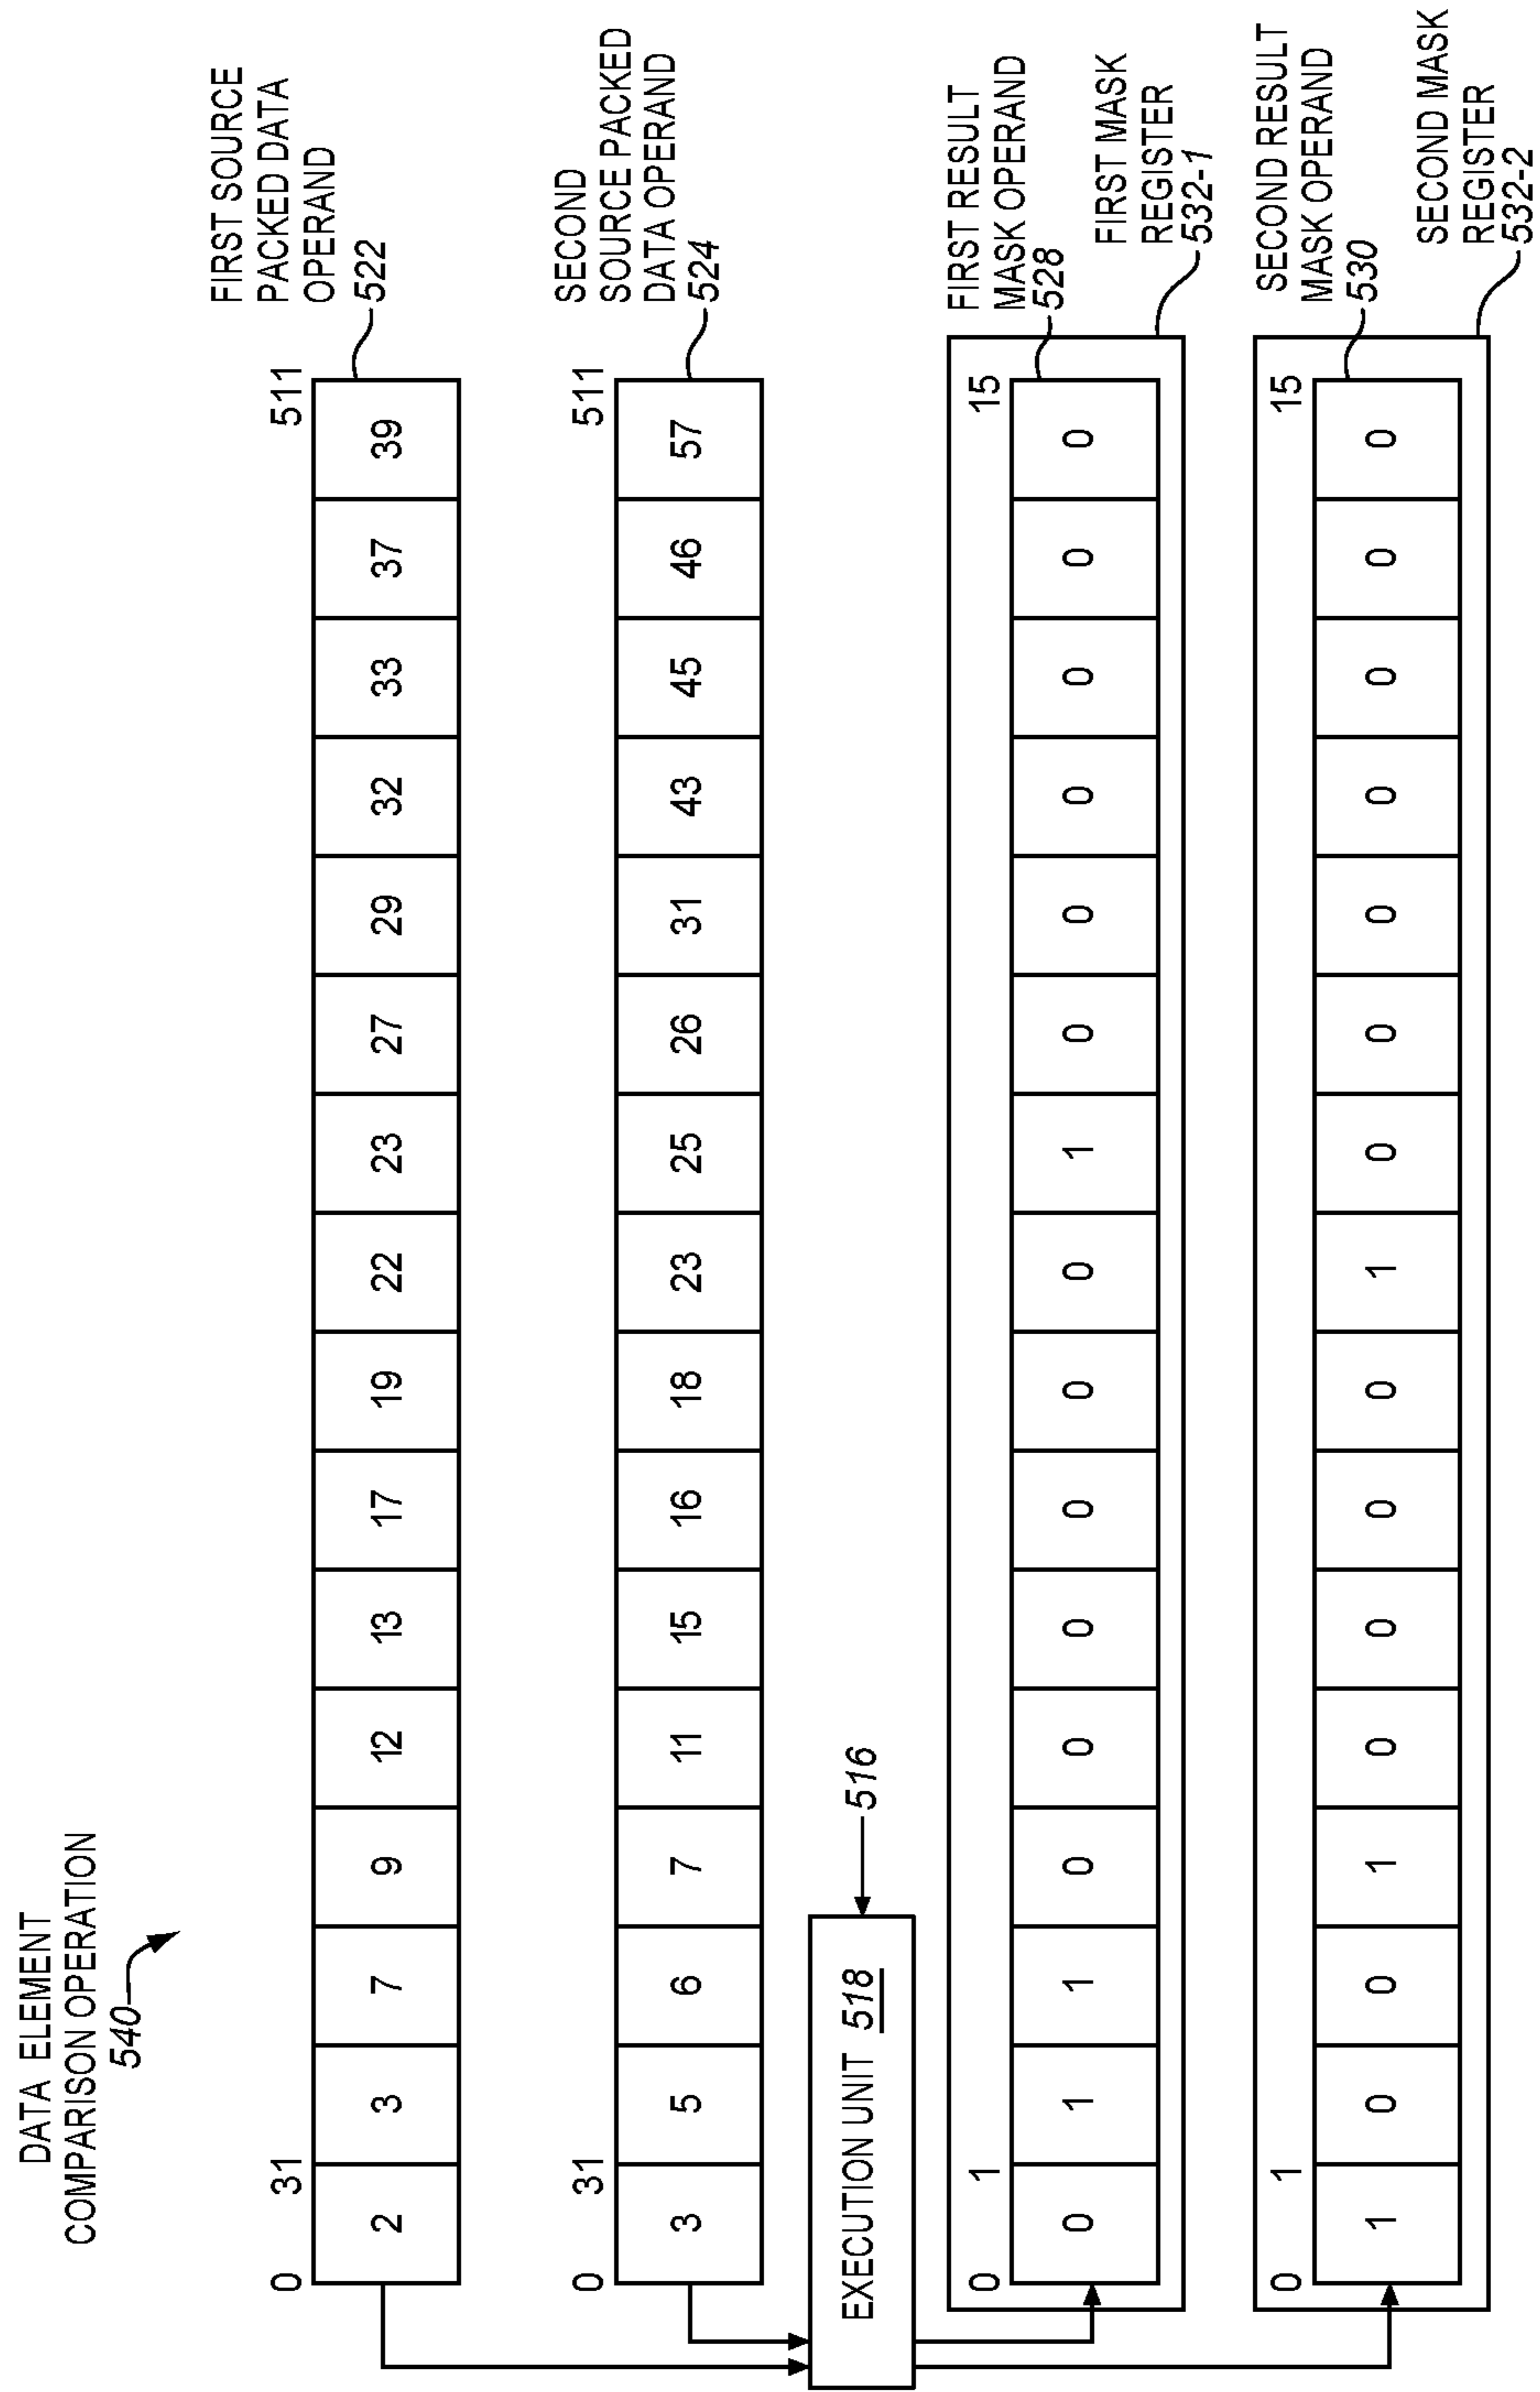 DATA ELEMENT
COMPARISON OPERATION
540
FIRST SOURCE
PACKED DATA
OPERAND
522
0 31 511
2 3 7 9 12 13 17 19 22 23 27 29 32 33 37 39
SECOND
SOURCE PACKED
DATA OPERAND
524
0 31 511
3 5 6 7 11 15 16 18 23 25 26 31 43 45 46 57
EXECUTION UNIT 518
516
FIRST RESULT
MASK OPERAND
528
0 1 15
0 1 1 0 0 0 0 0 0 1 0 0 0 0 0 0
FIRST MASK
REGISTER
532-1
SECOND RESULT
MASK OPERAND
530
0 1 15
1 0 0 1 0 0 0 0 1 0 0 0 0 0 0 0
SECOND MASK
REGISTER
532-2